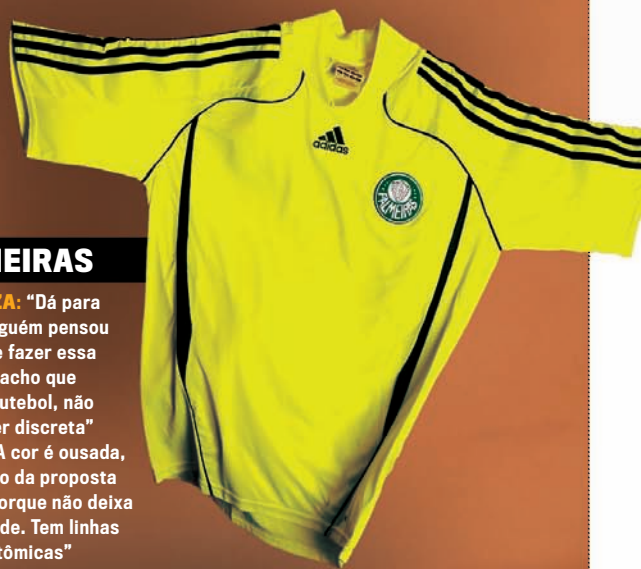 adidas
PALMEIRAS
MEIRAS
ZA: “Dá para
guém pensou
e fazer essa
acho que
utebol, não
er discreta”
A cor é ousada,
o da proposta
orque não deixa
de. Tem linhas
tômicas”